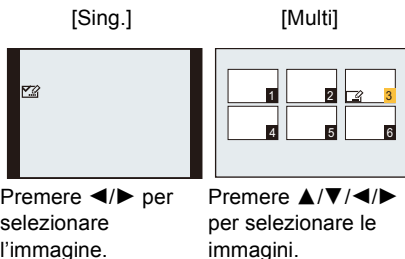 [Sing.]
[Multi]
1
2
3
4
5
6
Premere ◄/► per
selezionare
l'immagine.
Premere ▲/▼/◄/►
per selezionare le
immagini.